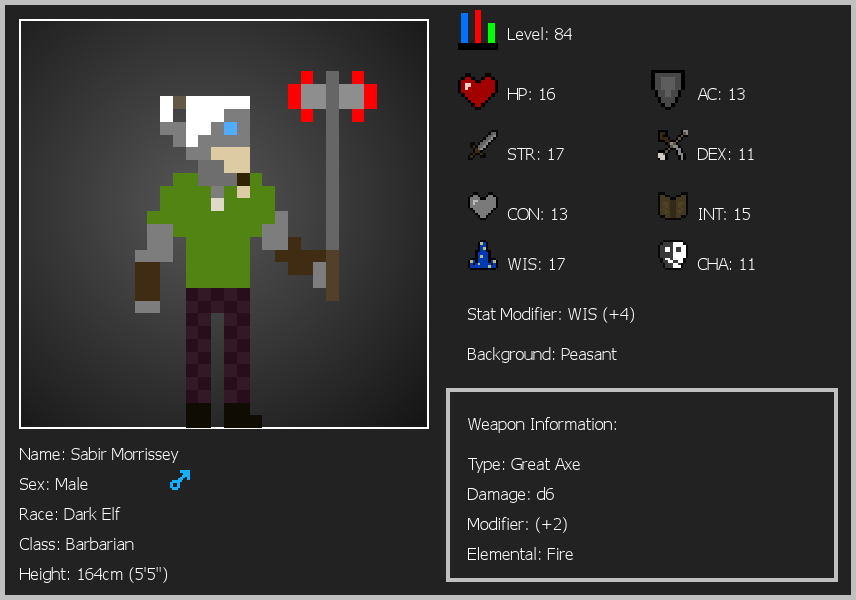 Level: 84
HP: 16
AC: 13
STR: 17
DEX: 11
CON: 13
INT: 15
WIS: 17
CHA: 11
Stat Modifier: WIS (+4)
Background: Peasant
Weapon Information:
Type: Great Axe
Damage: d6
Modifier: (+2)
Elemental: Fire
Name: Sabir Morrissey
Sex: Male
Race: Dark Elf
Class: Barbarian
Height: 164cm (5'5")